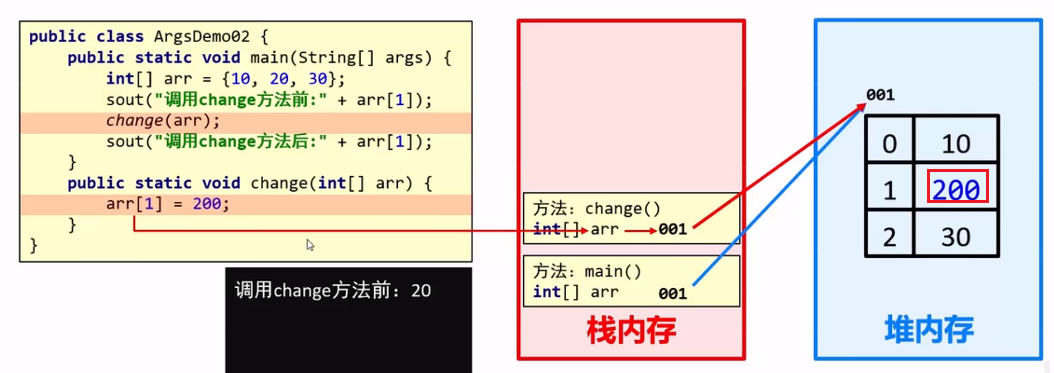 public class ArgsDemo02 {
public static void main(String[] args) {
int[] arr = {10, 20, 30};
sout("调用change方法前:" + arr[1]);
change(arr);
sout("调用change方法后:" + arr[1]);
}
public static void change(int[] arr) {
arr[1] = 200;
}
}
调用change方法前：20
方法：change()
int[] arr 001
方法：main()
int[] arr 001
栈内存
001
0 10
1 200
2 30
堆内存